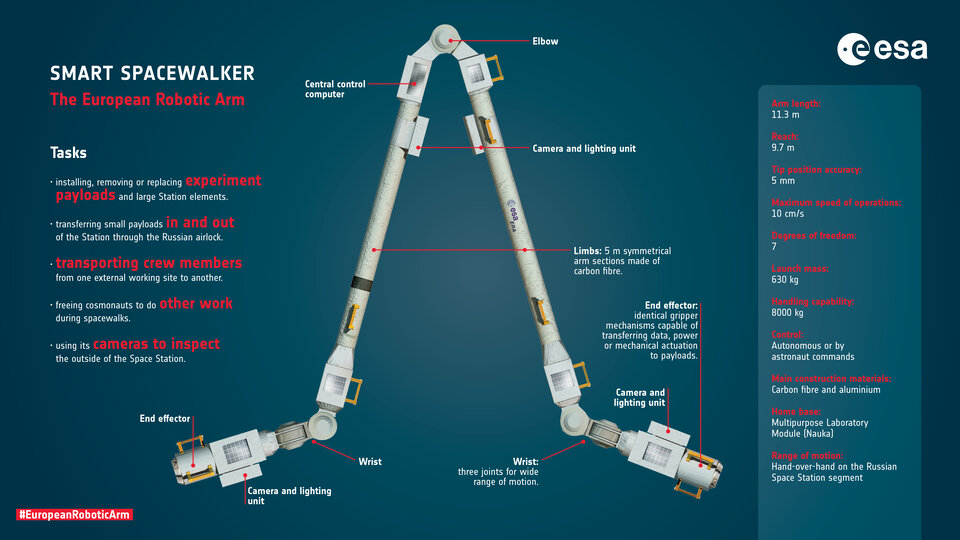 SMART SPACEWALKER
The European Robotic Arm
Tasks
· installing, removing or replacing experiment
payloads and large Station elements.
· transferring small payloads in and out
of the Station through the Russian airlock.
· transporting crew members
from one external working site to another.
· freeing cosmonauts to do other work
during spacewalks.
· using its cameras to inspect
the outside of the Space Station.
Elbow
Central control
computer
Camera and lighting unit
esa
era
Limbs: 5 m symmetrical
arm sections made of
carbon fibre.
End effector:
identical gripper
mechanisms capable of
transferring data, power
or mechanical actuation
to payloads.
Camera and
lighting unit
End effector
Wrist
Wrist:
three joints for wide
range of motion.
Camera and lighting
unit
#EuropeanRoboticArm
esa
Arm length:
11.3 m
Reach:
9.7 m
Tip position accuracy:
5 mm
Maximum speed of operations:
10 cm/s
Degrees of freedom:
7
Launch mass:
630 kg
Handling capability:
8000 kg
Control:
Autonomous or by
astronaut commands
Main construction materials:
Carbon fibre and aluminium
Home base:
Multipurpose Laboratory
Module (Nauka)
Range of motion:
Hand-over-hand on the Russian
Space Station segment